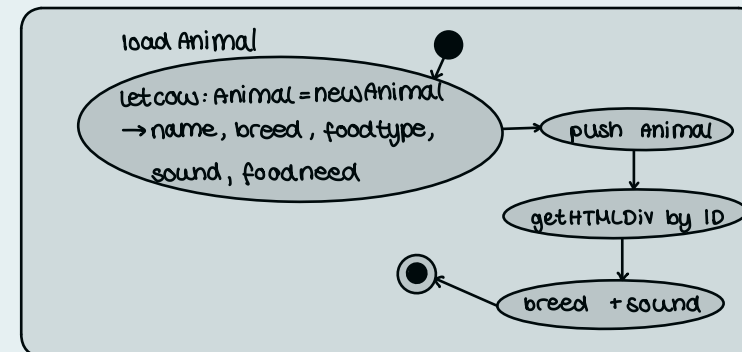 load Animal
let cow: Animal = new Animal
→ name, breed, foodtype,
sound, foodneed
push Animal
getHTMLDiv by ID
breed + sound